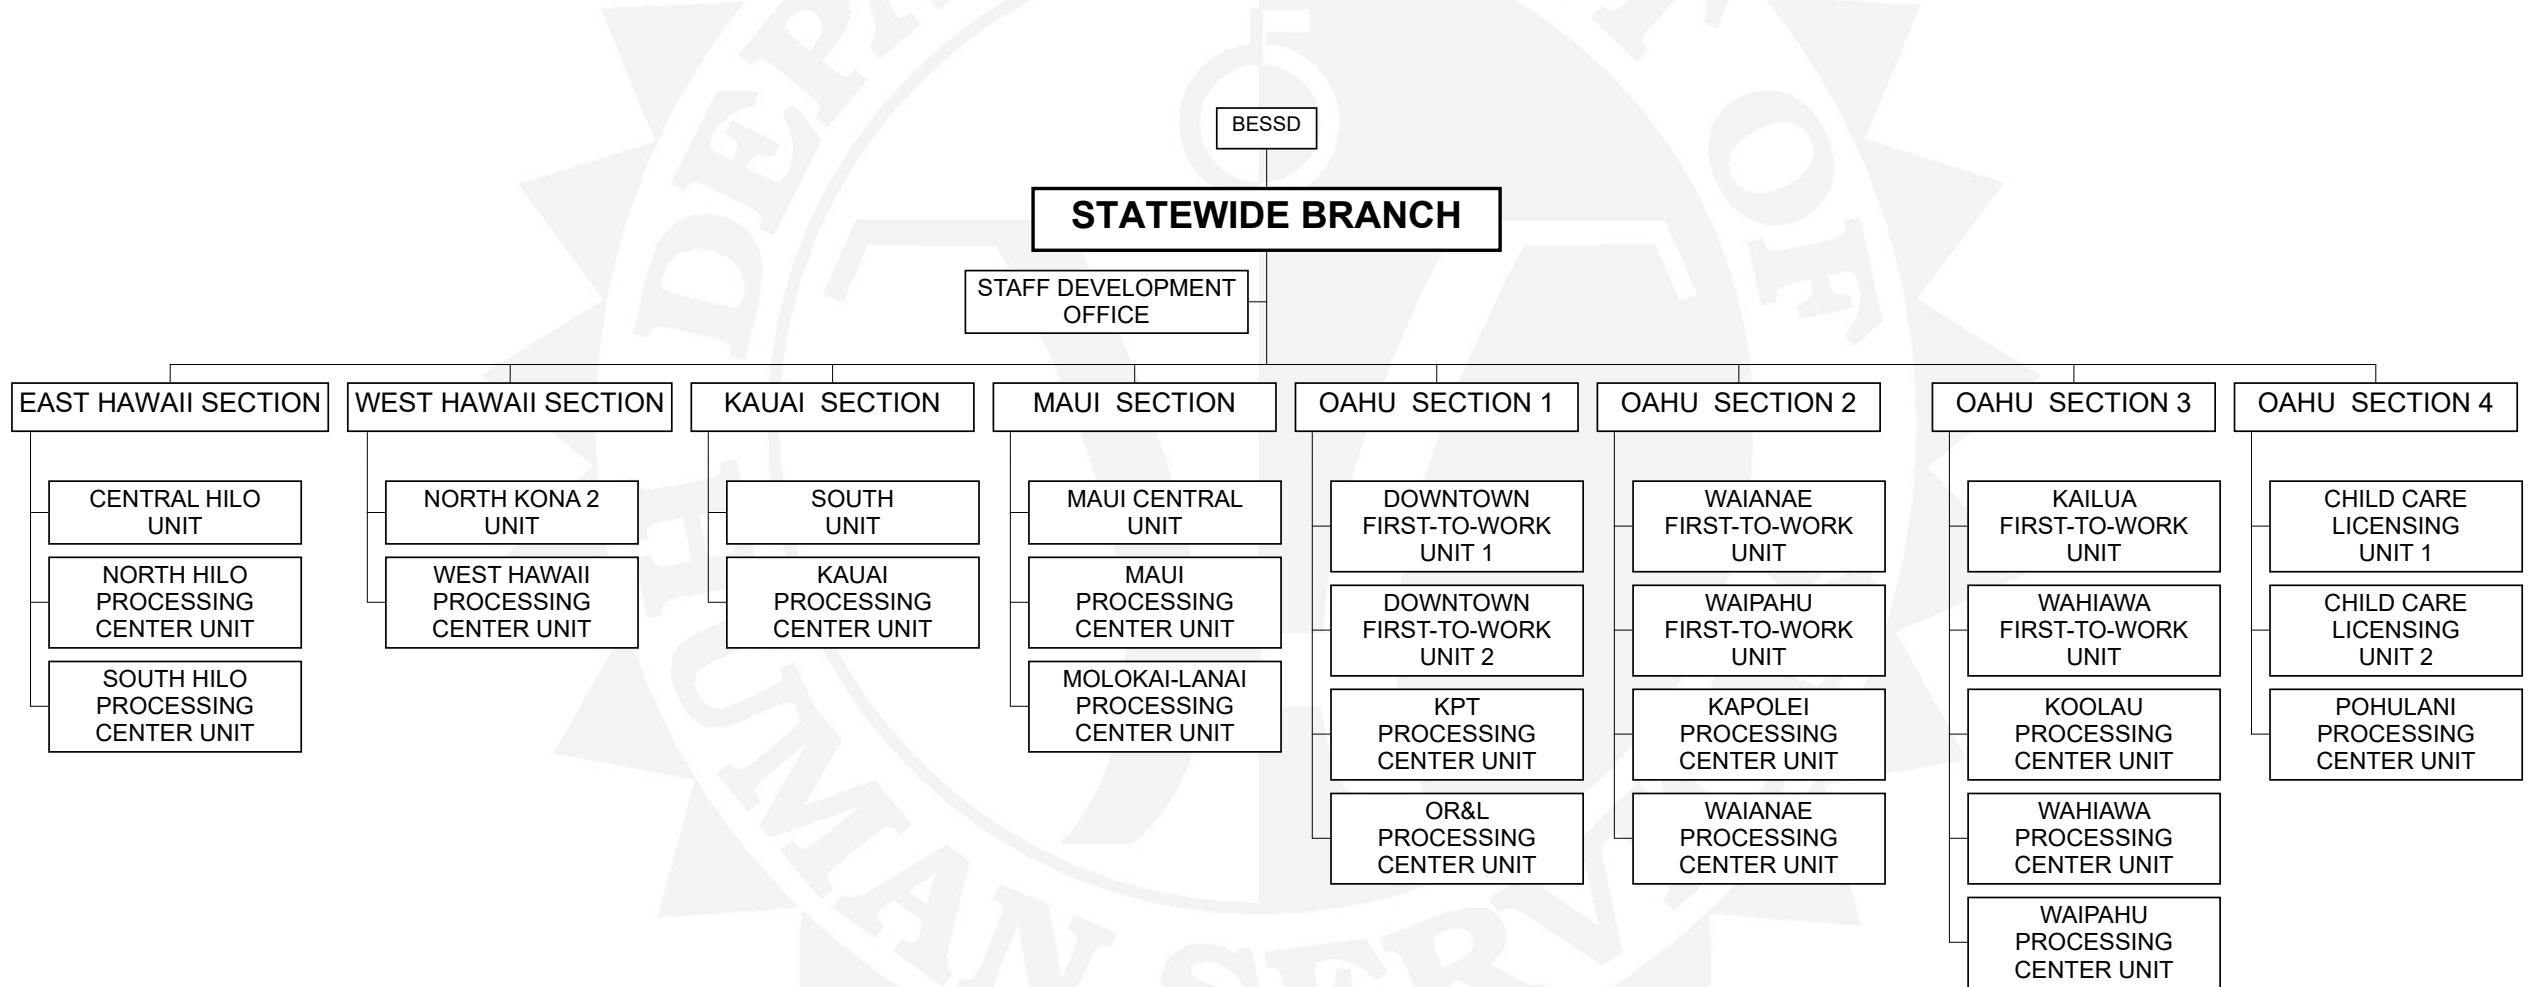 BESSD
STATEWIDE BRANCH
STAFF DEVELOPMENT
OFFICE
EAST HAWAII SECTION
CENTRAL HILO
UNIT
NORTH HILO
PROCESSING
CENTER UNIT
SOUTH HILO
PROCESSING
CENTER UNIT
WEST HAWAII SECTION
NORTH KONA 2
UNIT
WEST HAWAII
PROCESSING
CENTER UNIT
KAUAI SECTION
SOUTH
UNIT
KAUAI
PROCESSING
CENTER UNIT
MAUI SECTION
MAUI CENTRAL
UNIT
MAUI
PROCESSING
CENTER UNIT
MOLOKAI-LANAI
PROCESSING
CENTER UNIT
OAHU SECTION 1
DOWNTOWN
FIRST-TO-WORK
UNIT 1
DOWNTOWN
FIRST-TO-WORK
UNIT 2
KPT
PROCESSING
CENTER UNIT
OR&L
PROCESSING
CENTER UNIT
OAHU SECTION 2
WAIANAE
FIRST-TO-WORK
UNIT
WAIPAHU
FIRST-TO-WORK
UNIT
KAPOLEI
PROCESSING
CENTER UNIT
WAIANAE
PROCESSING
CENTER UNIT
OAHU SECTION 3
KAILUA
FIRST-TO-WORK
UNIT
WAHIAWA
FIRST-TO-WORK
UNIT
KOOLAU
PROCESSING
CENTER UNIT
WAHIAWA
PROCESSING
CENTER UNIT
WAIPAHU
PROCESSING
CENTER UNIT
OAHU SECTION 4
CHILD CARE
LICENSING
UNIT 1
CHILD CARE
LICENSING
UNIT 2
POHULANI
PROCESSING
CENTER UNIT
OF
HUMAN